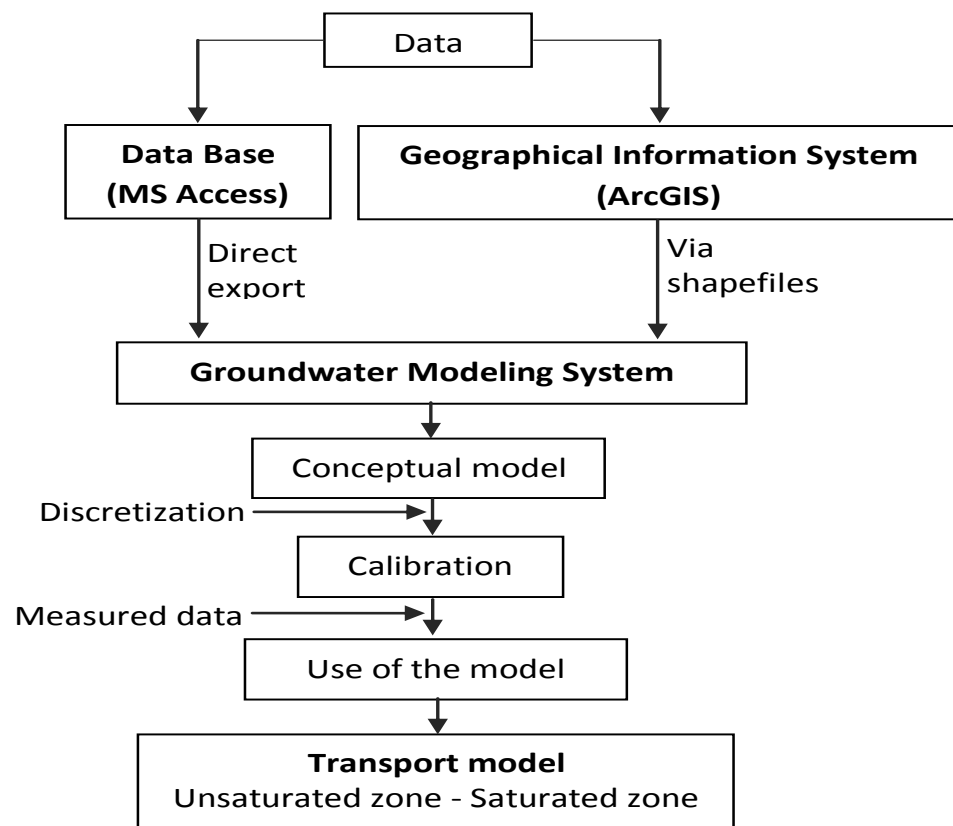 Data
Data Base
(MS Access)
Geographical Information System
(ArcGIS)
Direct
export
Via
shapefiles
Groundwater Modeling System
Conceptual model
Discretization
Calibration
Measured data
Use of the model
Transport model
Unsaturated zone - Saturated zone